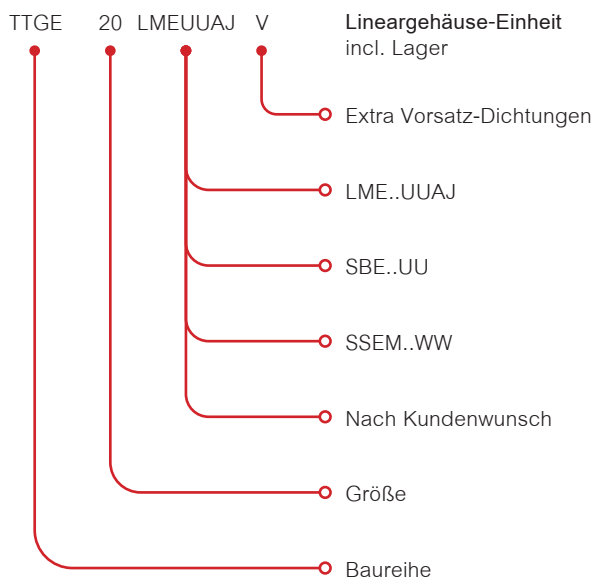 TTGE 20 LMEUUAJ V Lineargehäuse-Einheit
incl. Lager
Extra Vorsatz-Dichtungen
LME..UUAJ
SBE..UU
SSEM..WW
Nach Kundenwunsch
Größe
Baureihe